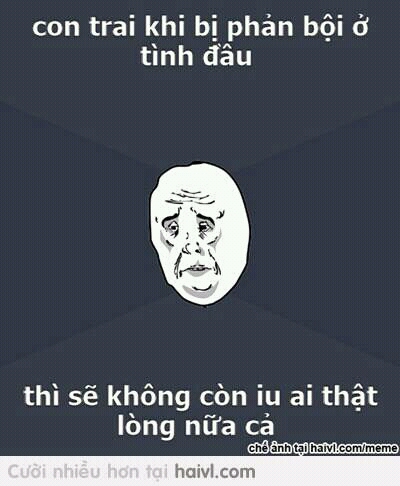 con trai khi bị phản bội ở
tình đầu
thì sẽ không còn iu ai thật
lòng nữa cả
chế ảnh tại haivl.com/meme
Cười nhiều hơn tại haivl.com